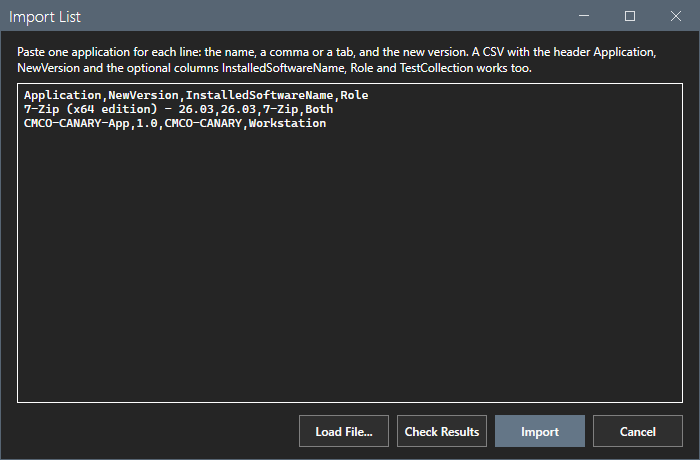 Import List
Paste one application for each line: the name, a comma or a tab, and the new version. A CSV with the header Application,
NewVersion and the optional columns InstalledSoftwareName, Role and TestCollection works too.
Application,NewVersion,InstalledSoftwareName,Role
7-Zip (x64 edition) - 26.03,26.03,7-Zip,Both
CMCO-CANARY-App,1.0,CMCO-CANARY,Workstation
Load File...
Check Results
Import
Cancel